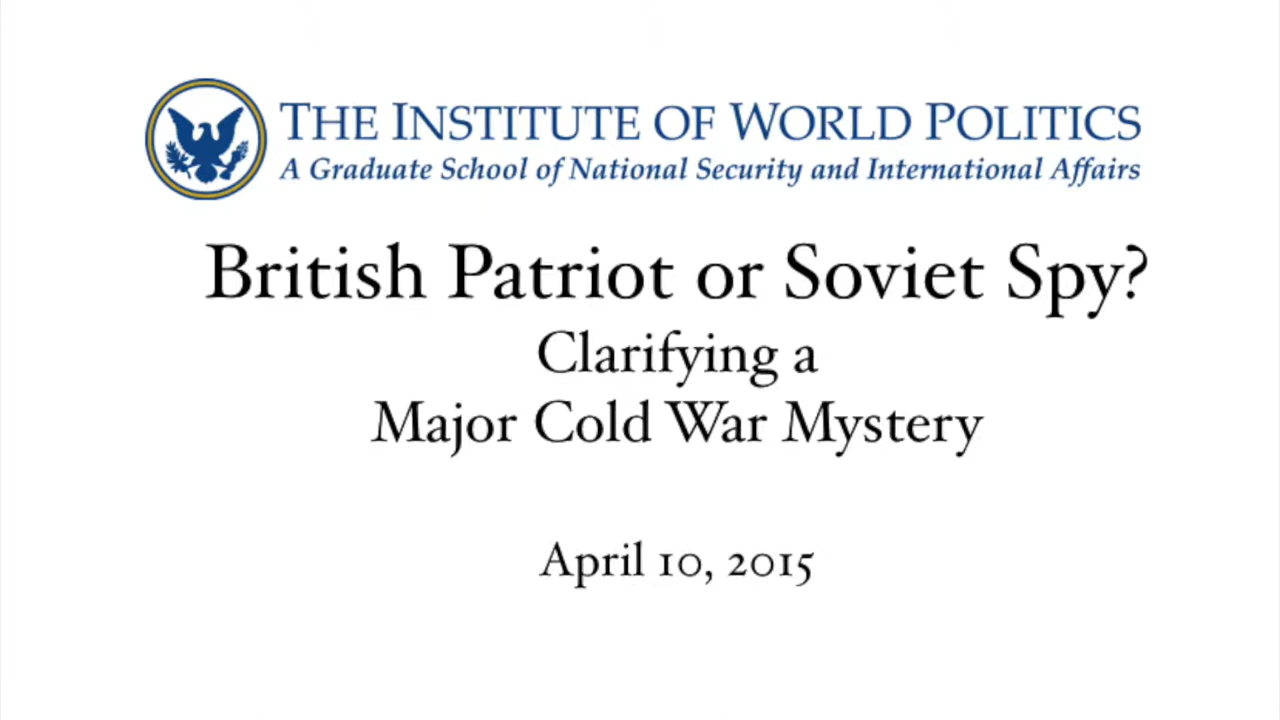 THE INSTITUTE OF WORLD POLITICS
A Graduate School of National Security and International Affairs
British Patriot or Soviet Spy?
Clarifying a
Major Cold War Mystery
April 10, 2015